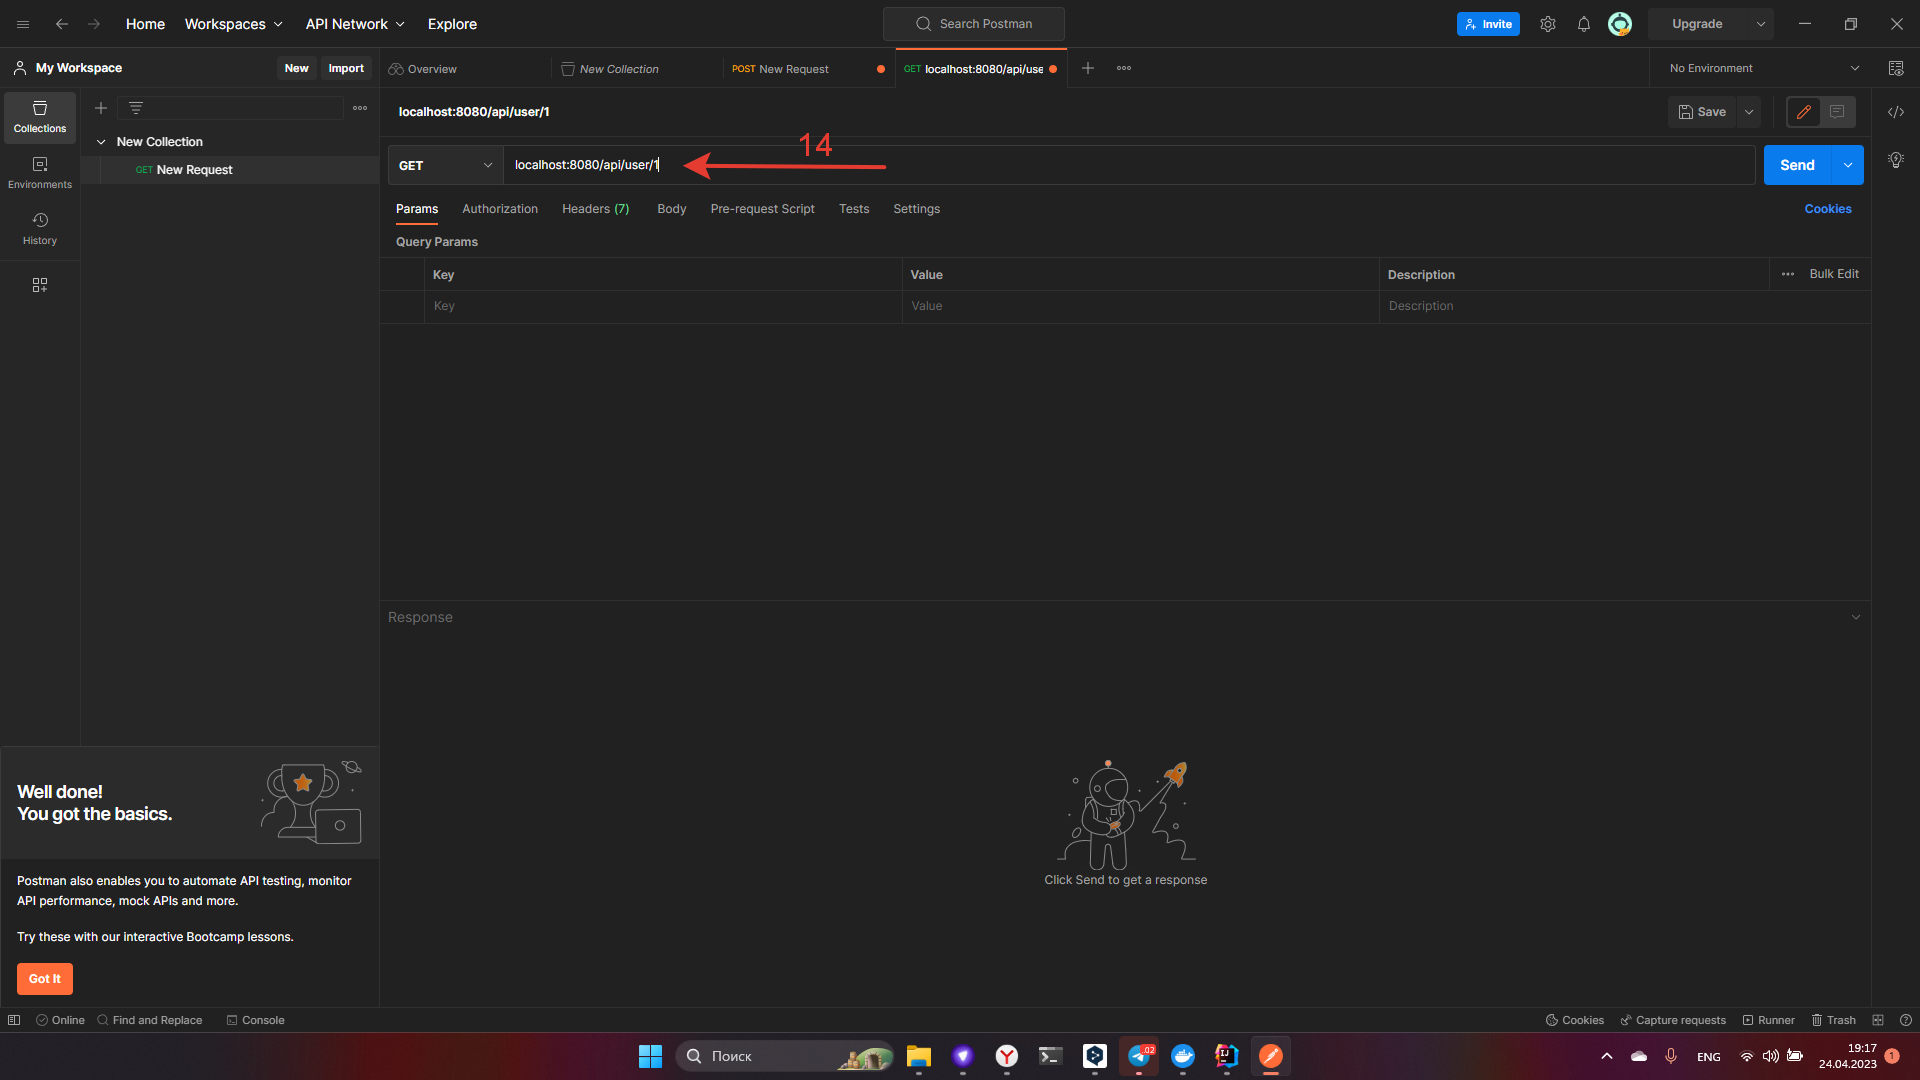 Home Workspaces API Network Explore Search Postman Invite Upgrade
My Workspace New Import Overview New Collection POST New Request GET localhost:8080/api/use No Environment
Collections
Environments
History
New Collection
GET New Request
localhost:8080/api/user/1 Save
14
GET localhost:8080/api/user/1 Send
Params Authorization Headers (7) Body Pre-request Script Tests Settings Cookies
Query Params
Key Value Description Bulk Edit
Key Value Description
Response
Click Send to get a response
Well done!
You got the basics.
Postman also enables you to automate API testing, monitor
API performance, mock APIs and more.
Try these with our interactive Bootcamp lessons.
Got It
Online Find and Replace Console Cookies Capture requests Runner Trash
Поиск 02 ENG 19:17 1
24.04.2023